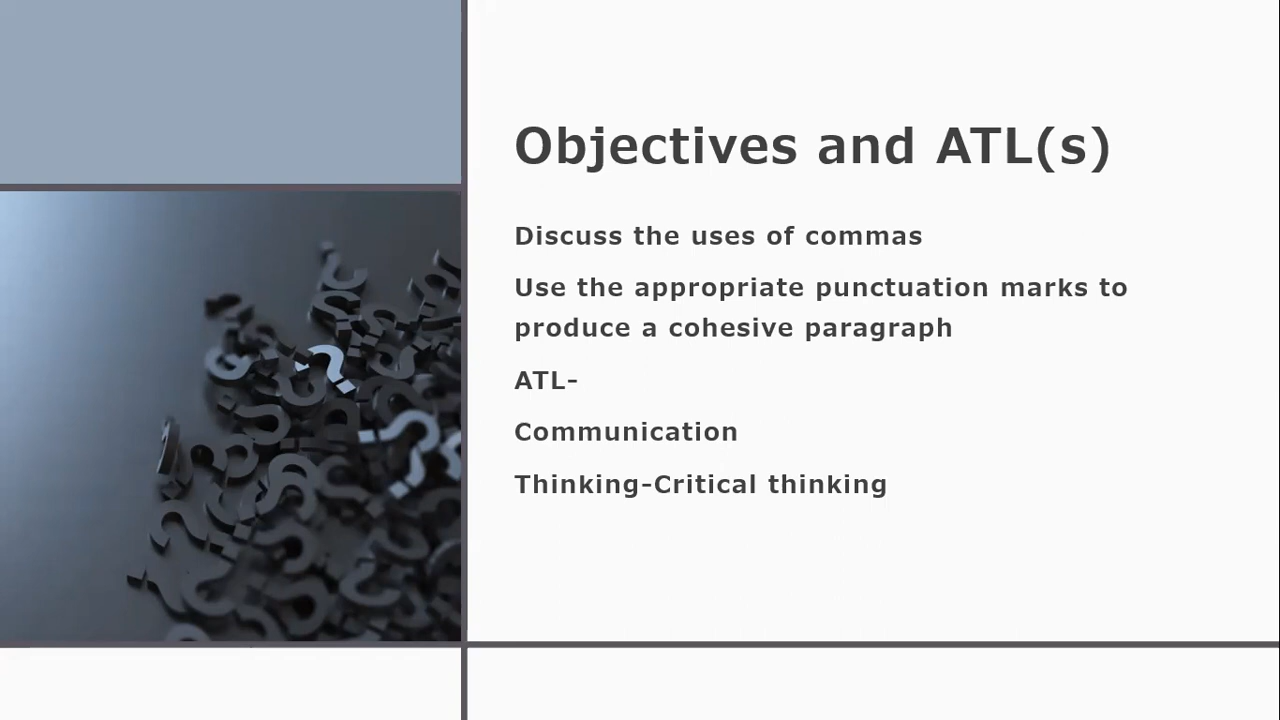 Objectives and ATL(s)
Discuss the uses of commas
Use the appropriate punctuation marks to
produce a cohesive paragraph
ATL-
Communication
Thinking-Critical thinking